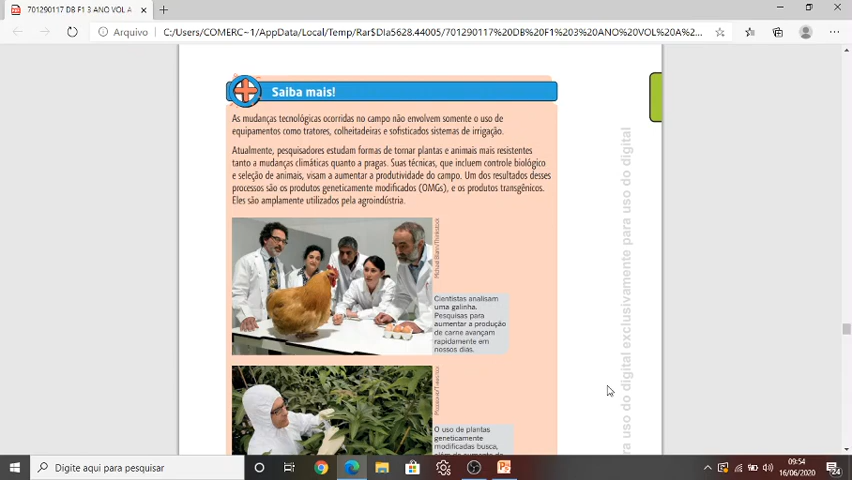 701290117 DB F1 3 ANO VOL A
Arquivo
C:/Users/COMERC~1/AppData/Local/Temp/Rar$DIa5628.44005/701290117%20DB%20F1%203%20ANO%20VOL%20A%2...
Saiba mais!
As mudanças tecnológicas ocorridas no campo não envolvem somente o uso de
equipamentos como tratores, colheitadeiras e sofisticados sistemas de irrigação.
Atualmente, pesquisadores estudam formas de tornar plantas e animais mais resistentes
tanto a mudanças climáticas quanto a pragas. Suas técnicas, que incluem controle biológico
e seleção de animais, visam a aumentar a produtividade do campo. Um dos resultados desses
processos são os produtos geneticamente modificados (OMGs), e os produtos transgênicos.
Eles são amplamente utilizados pela agroindústria.
Cientistas analisam
uma galinha.
Pesquisas para
aumentar a produção
de carne avançam
rapidamente em
nossos dias.
O uso de plantas
geneticamente
modificadas busca,
ra uso do digital exclusivamente para uso do digital
Digite aqui para pesquisar
09:54
16/06/2020
24